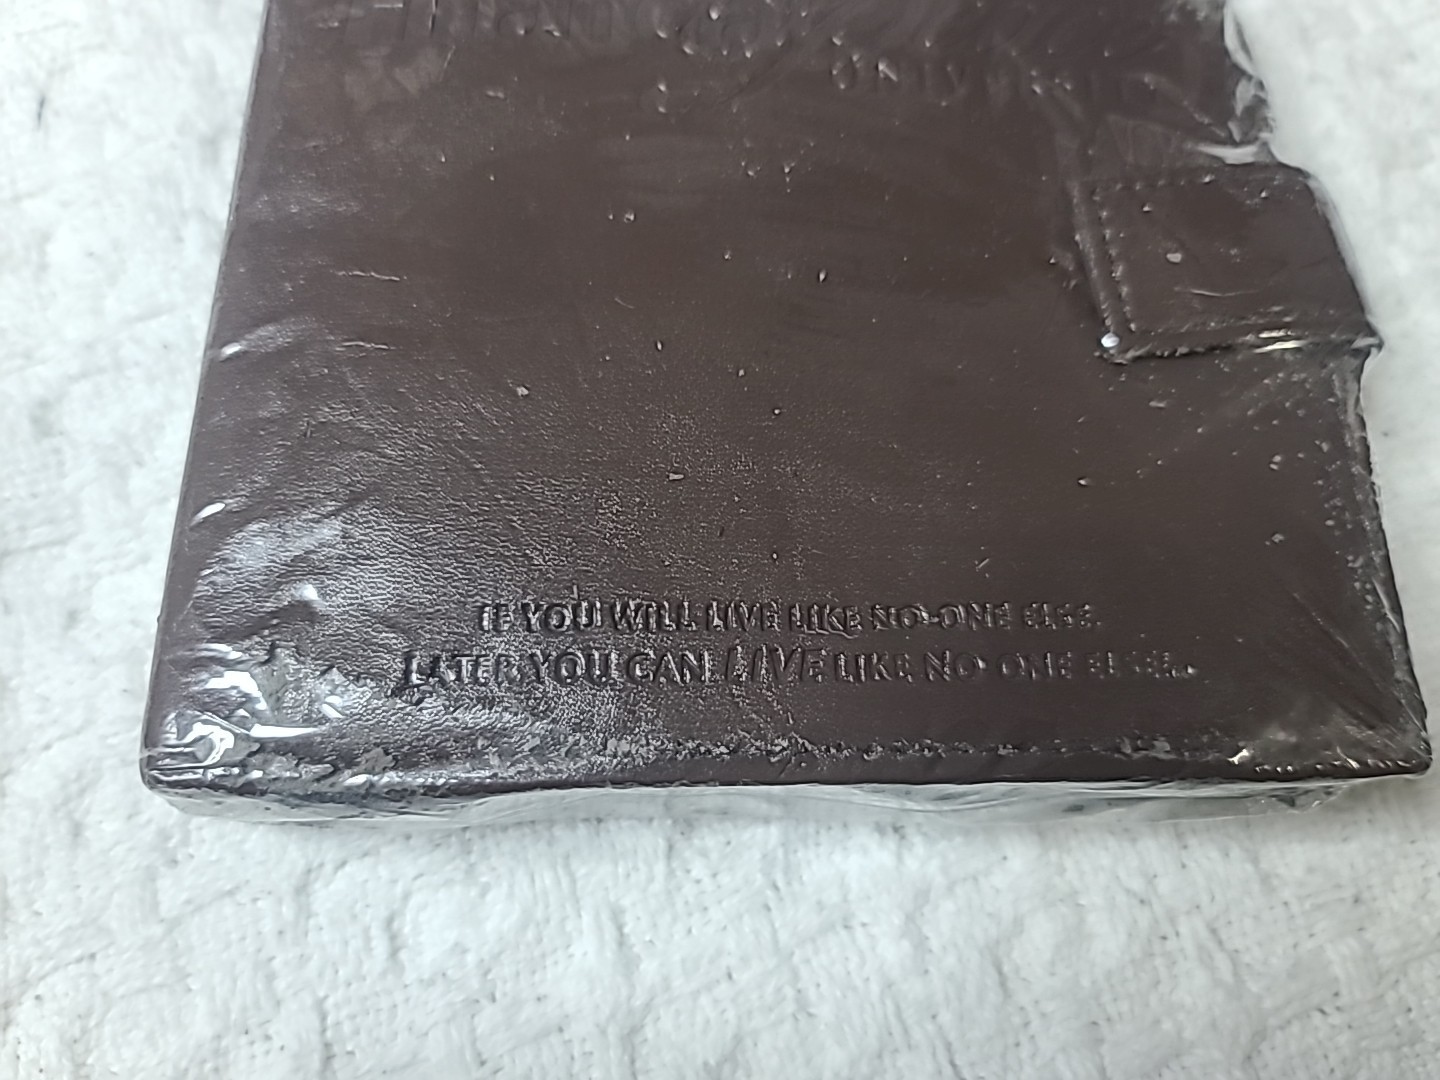 IF YOU WILL LIVE LIKE NO ONE ELSE,
LATER YOU CAN LIVE LIKE NO ONE ELSE...